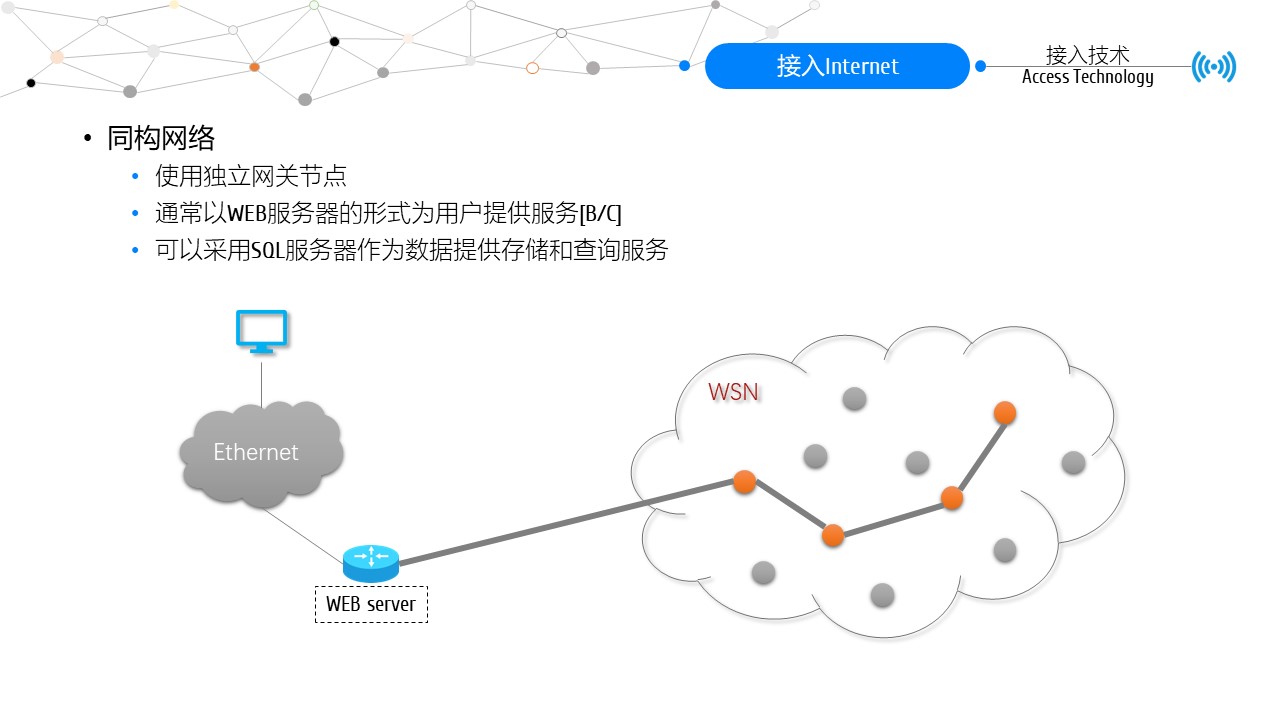 接入Internet
接入技术
Access Technology
• 同构网络
• 使用独立网关节点
• 通常以WEB服务器的形式为用户提供服务[B/C]
• 可以采用SQL服务器作为数据提供存储和查询服务
WSN
Ethernet
WEB server